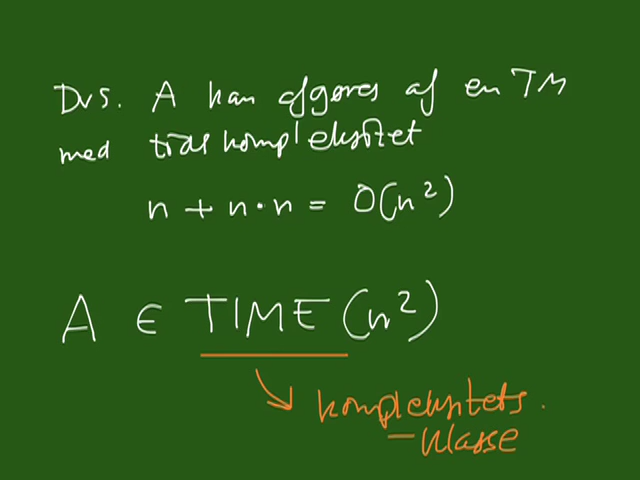 Dvs. A kan afgøres af en TM
med tidskompleksitet
n + n · n = O(n²)
A ∈ TIME (n²)
kompleksitets
- klasse